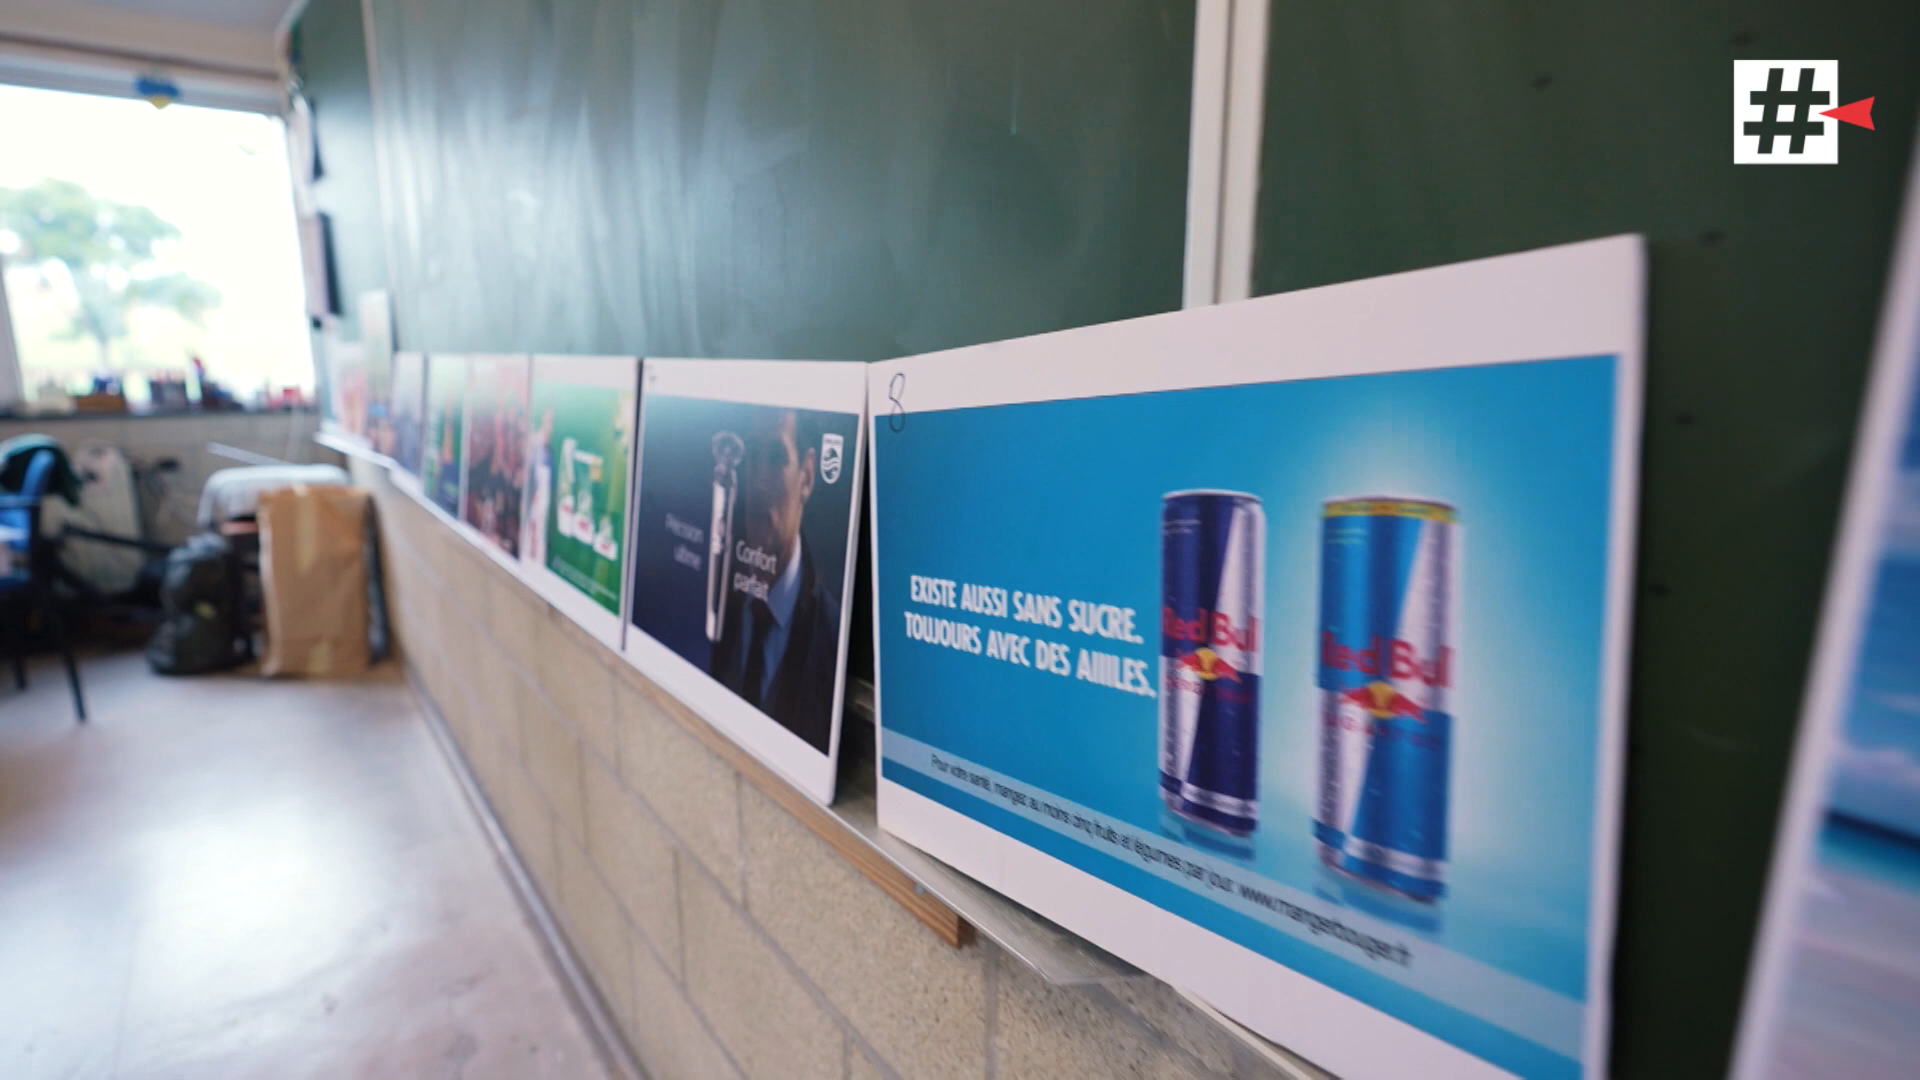 #
8
Précision
ultime
Confort
parfait
EXISTE AUSSI SANS SUCRE.
TOUJOURS AVEC DES AIIILES.
Red Bull
Red Bull
Pour votre santé, mangez au moins cinq fruits et légumes par jour. www.mangerbouger.fr